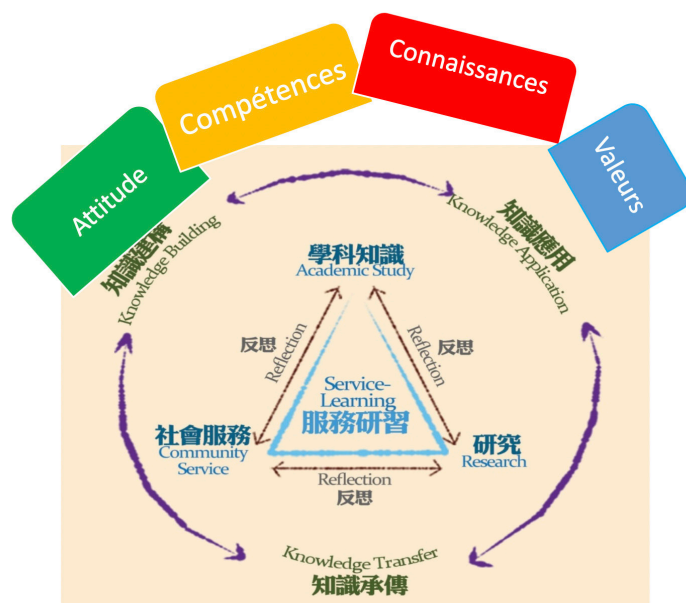 Attitude
Compétences
Connaissances
Valeurs
知識建構
Knowledge Building
知識應用
Knowledge Application
學科知識
Academic Study
反思
Reflection
Reflection
反思
Service-
Learning
服務研習
社會服務
Community
Service
研究
Research
Reflection
反思
Knowledge Transfer
知識承傳